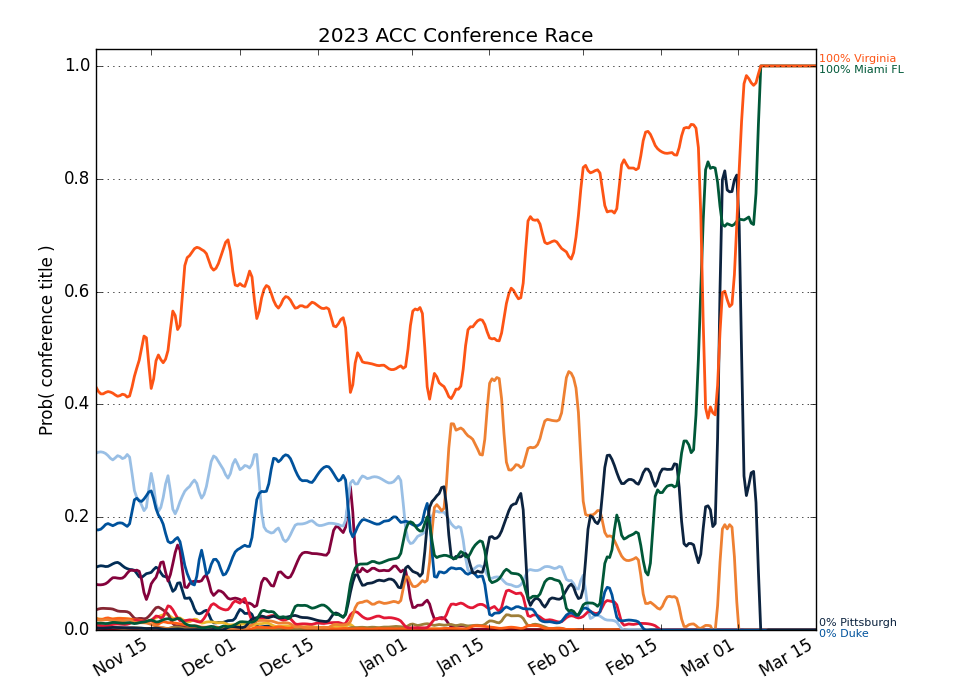 2023 ACC Conference Race
1.0
0.8
0.6
0.4
0.2
0.0
Prob( conference title )
100% Virginia
100% Miami FL
0% Pittsburgh
0% Duke
Nov 15
Dec 01
Dec 15
Jan 01
Jan 15
Feb 01
Feb 15
Mar 01
Mar 15